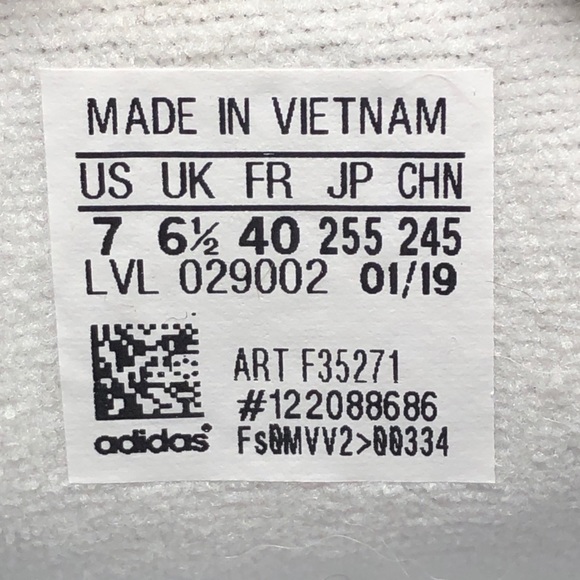 MADE IN VIETNAM
US UK FR JP CHN
7 6½ 40 255 245
LVL 029002 01/19
ART F35271
#122088686
adidas
Fs0MVV2>00334